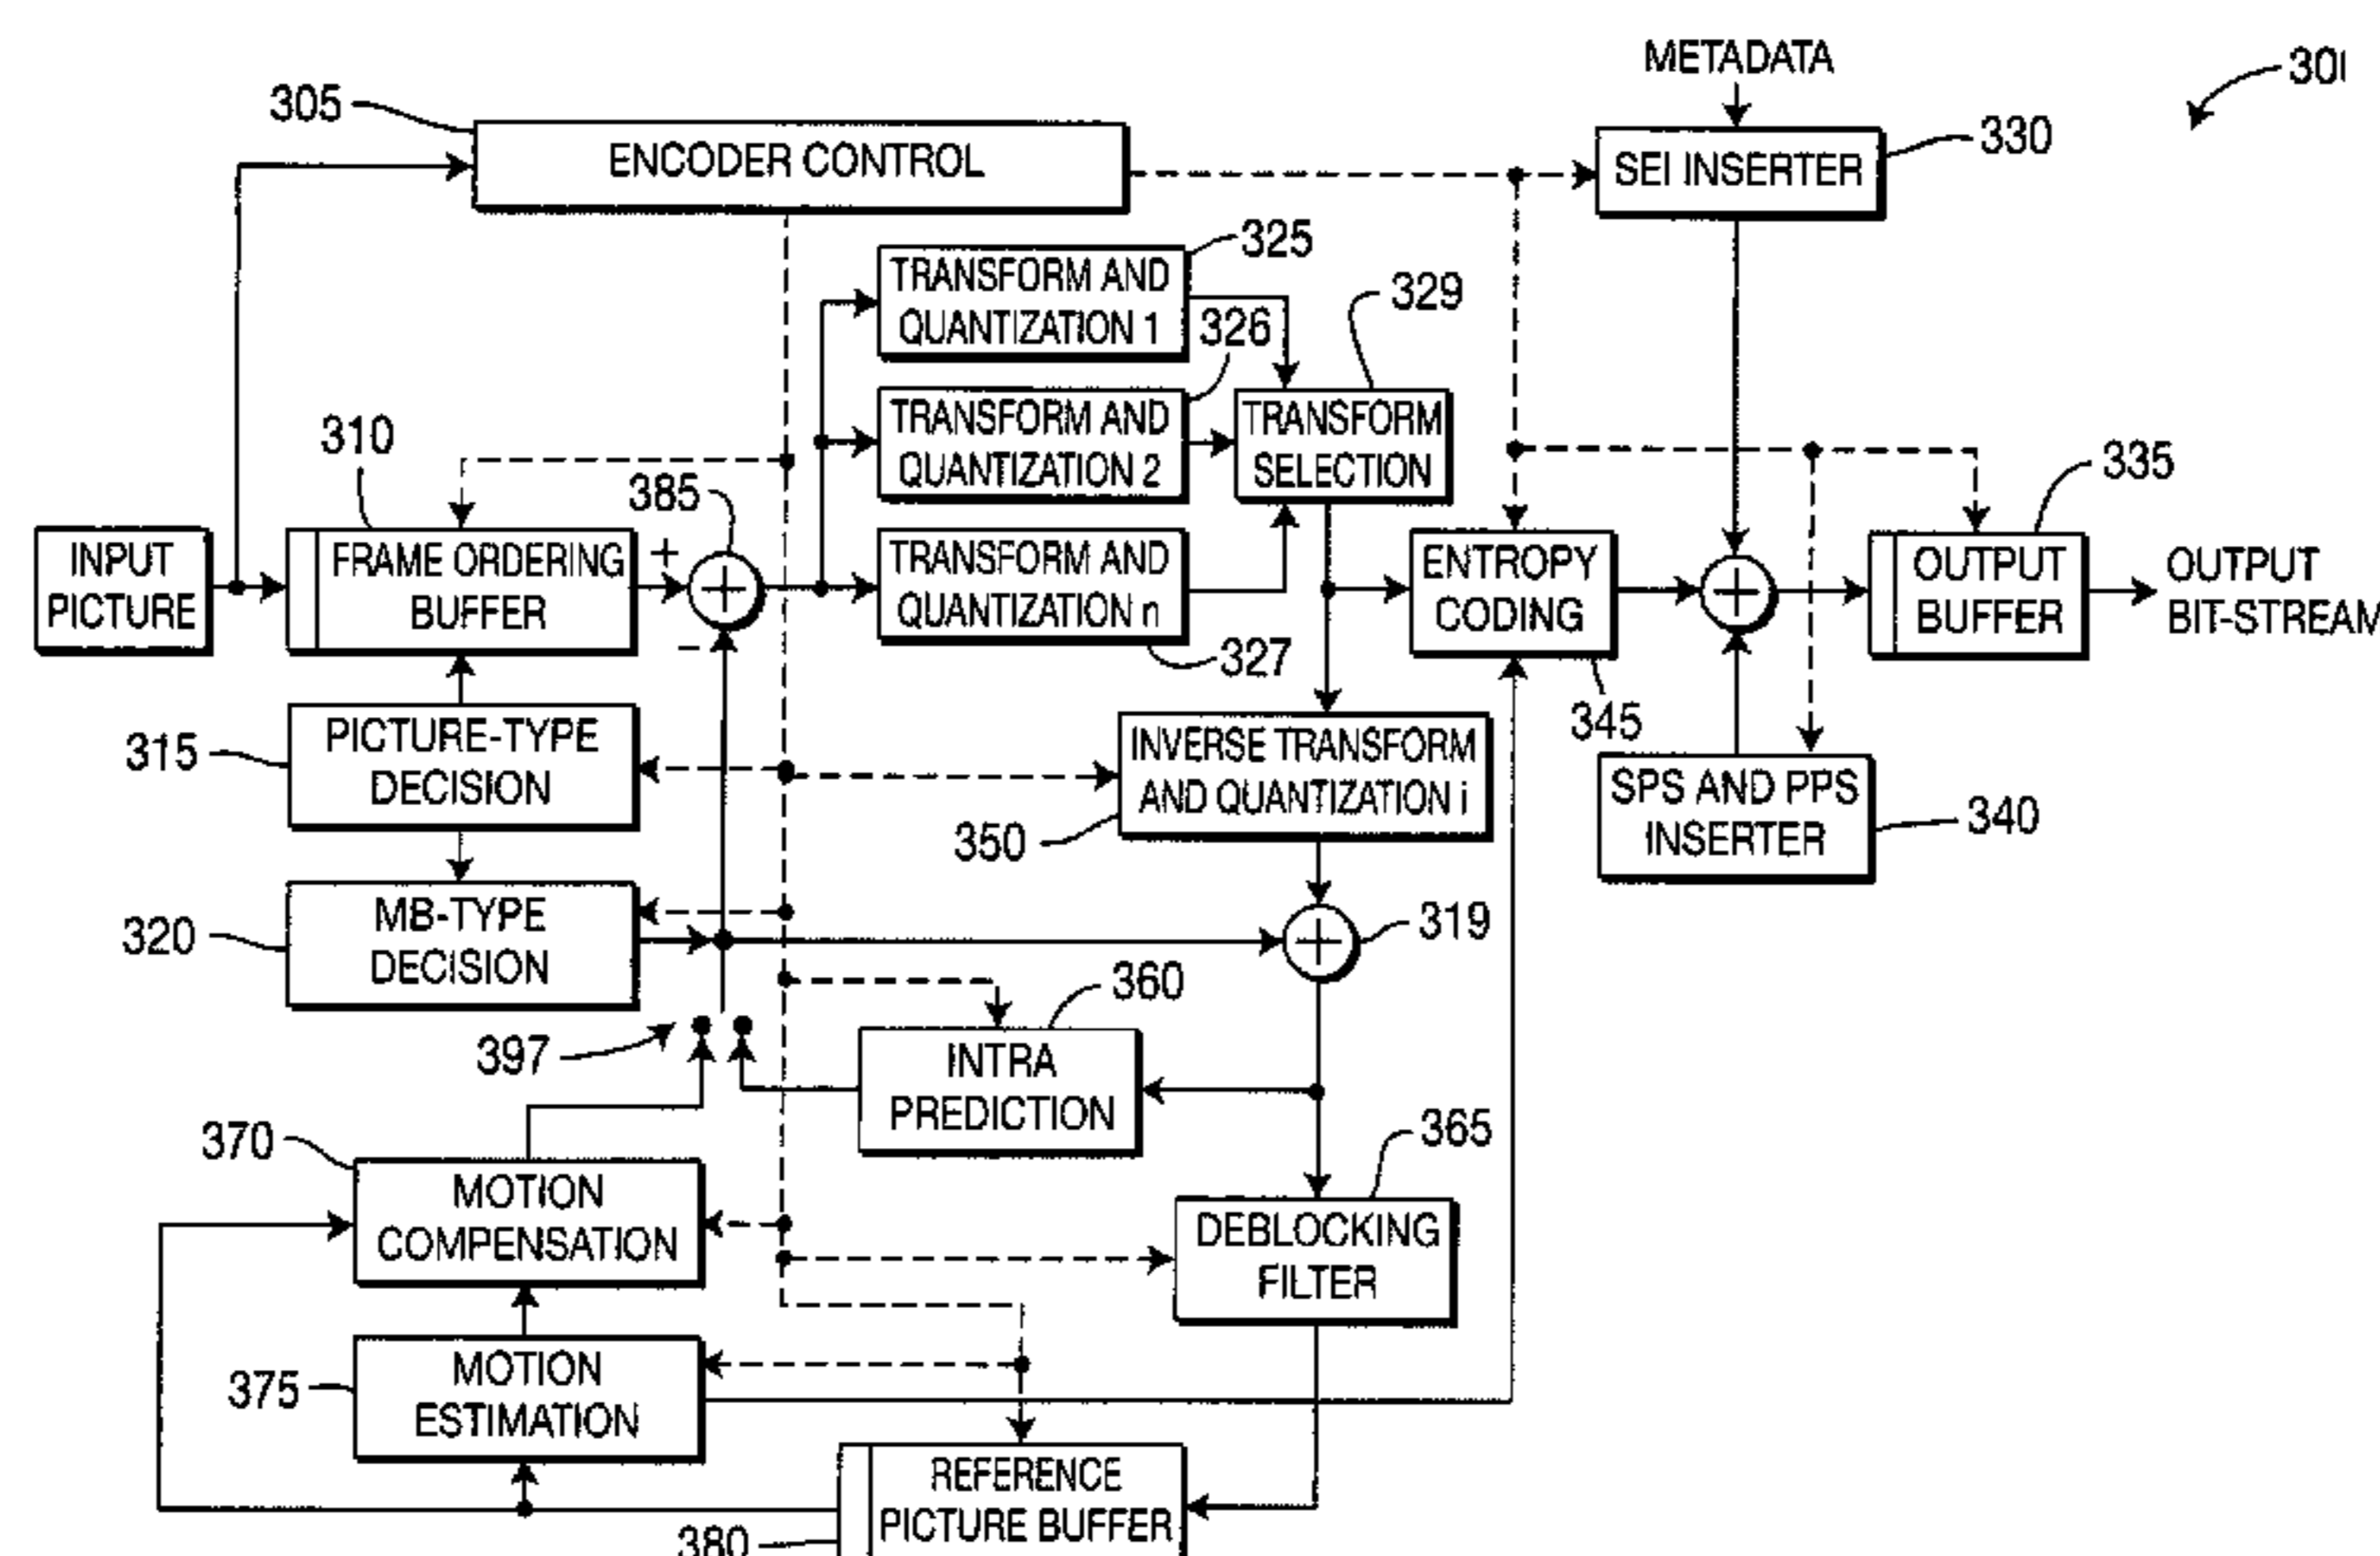 METADATA
301
305
ENCODER CONTROL
SEI INSERTER
330
325
TRANSFORM AND
QUANTIZATION 1
326
329
TRANSFORM AND
QUANTIZATION 2
TRANSFORM
SELECTION
310
385
335
INPUT
PICTURE
FRAME ORDERING
BUFFER
+
+
−
TRANSFORM AND
QUANTIZATION n
327
ENTROPY
CODING
345
+
OUTPUT
BUFFER
OUTPUT
BIT-STREAM
315
PICTURE-TYPE
DECISION
INVERSE TRANSFORM
AND QUANTIZATION i
350
SPS AND PPS
INSERTER
340
320
MB-TYPE
DECISION
+
319
397
360
INTRA
PREDICTION
370
MOTION
COMPENSATION
365
DEBLOCKING
FILTER
375
MOTION
ESTIMATION
REFERENCE
PICTURE BUFFER
380